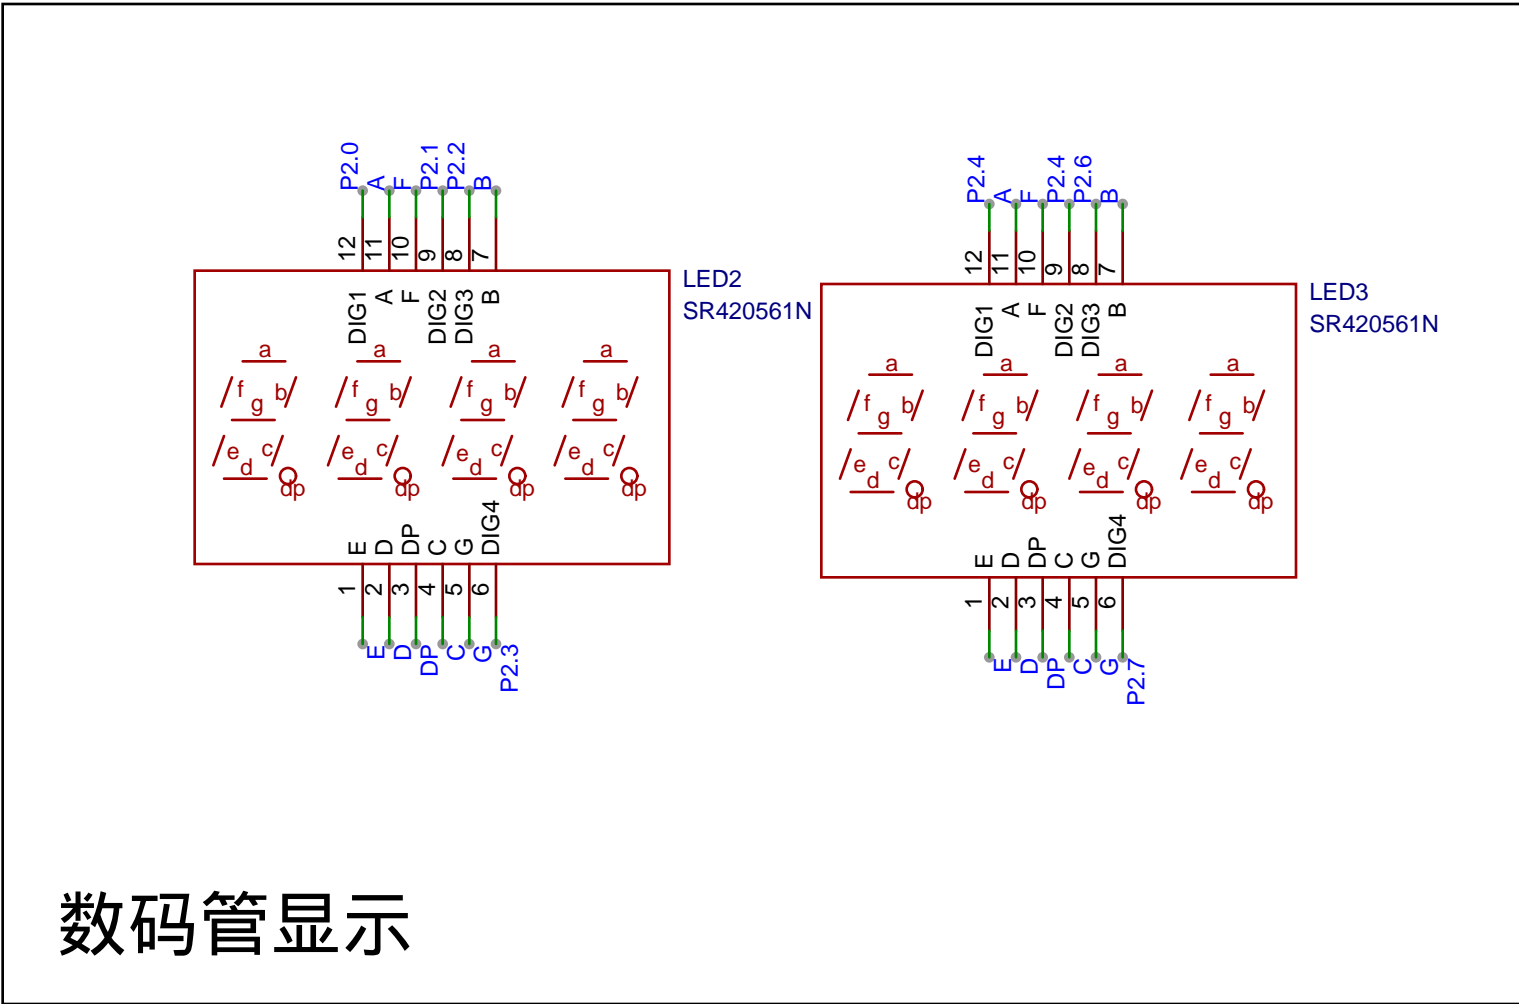 P2.0 A F P2.1 P2.2 B
12 11 10 9 8 7
LED2
SR420561N
DIG1 A F DIG2 DIG3 B
a a a a
f b f b f b f b
g g g g
e c e c e c e c
d d d d
dp dp dp dp
E D DP C G DIG4
1 2 3 4 5 6
E D DP C G P2.3
P2.4 A F P2.4 P2.6 B
12 11 10 9 8 7
LED3
SR420561N
DIG1 A F DIG2 DIG3 B
a a a a
f b f b f b f b
g g g g
e c e c e c e c
d d d d
dp dp dp dp
E D DP C G DIG4
1 2 3 4 5 6
E D DP C G P2.7
数码管显示